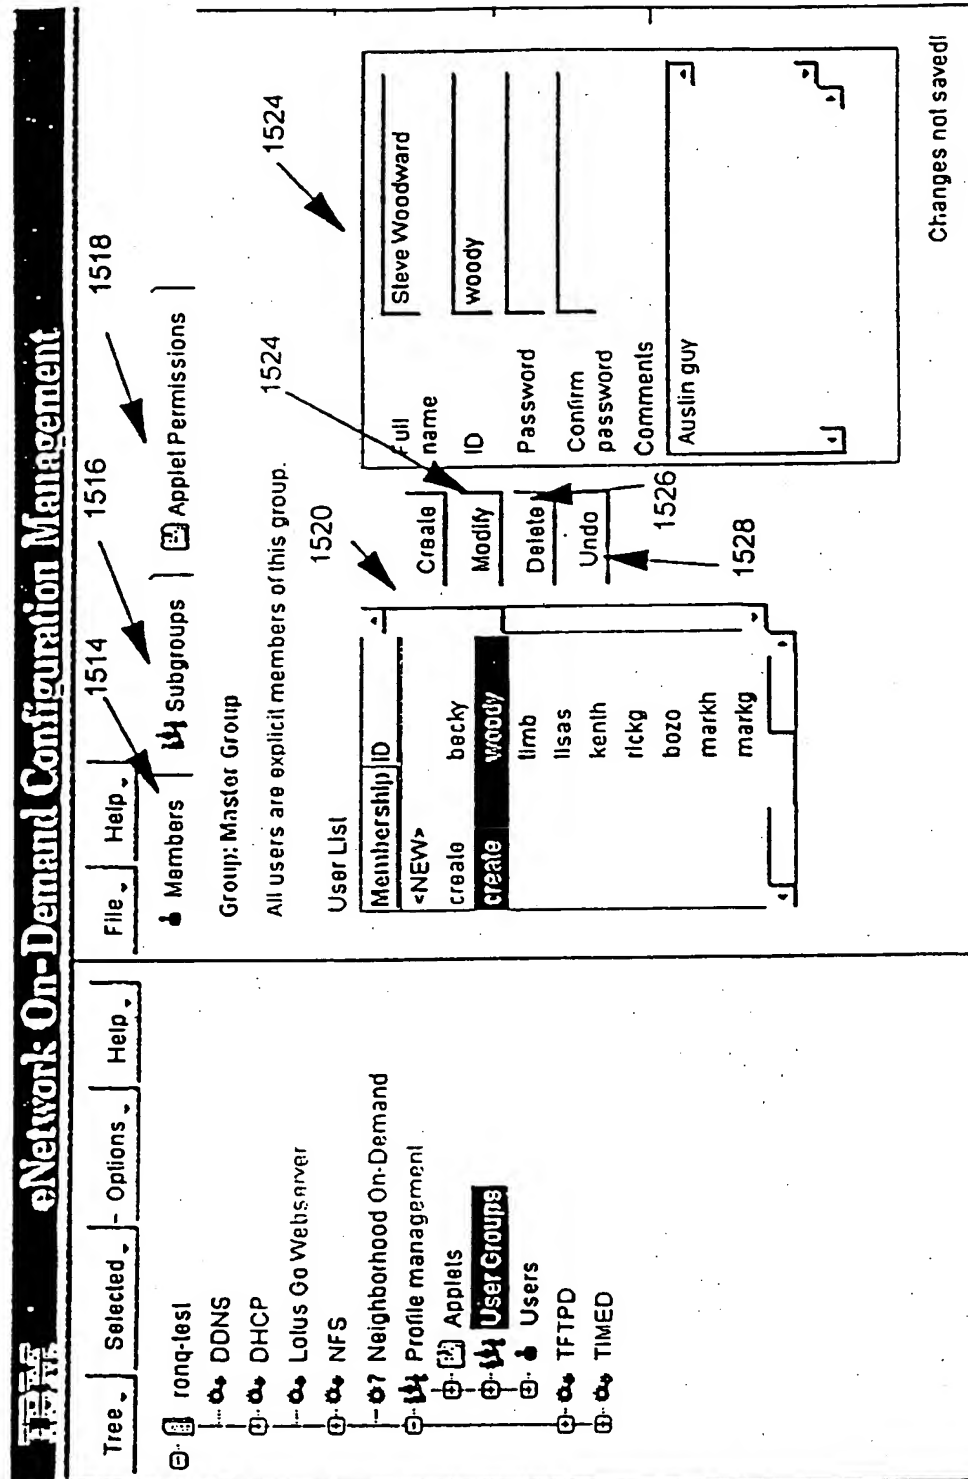 IBM eNetwork On-Demand Configuration Management
Tree Selected Options Help
ronq-test
DDNS
DHCP
Lotus Go Webserver
NFS
Neighborhood On-Demand
Profile management
Applets
User Groups
Users
TFTPD
TIMED
File Help
1514
1516
1518
Members
Subgroups
Applet Permissions
Group: Master Group
All users are explicit members of this group.
1520
1524
1524
User List
Membership ID
<NEW>
create becky
create woody
timb
lisas
kenth
rickg
bozo
markh
markg
Create
Modify
Delete
Undo
1526
1528
Full name
Steve Woodward
ID
woody
Password
Confirm password
Comments
Austin guy
Changes not saved!